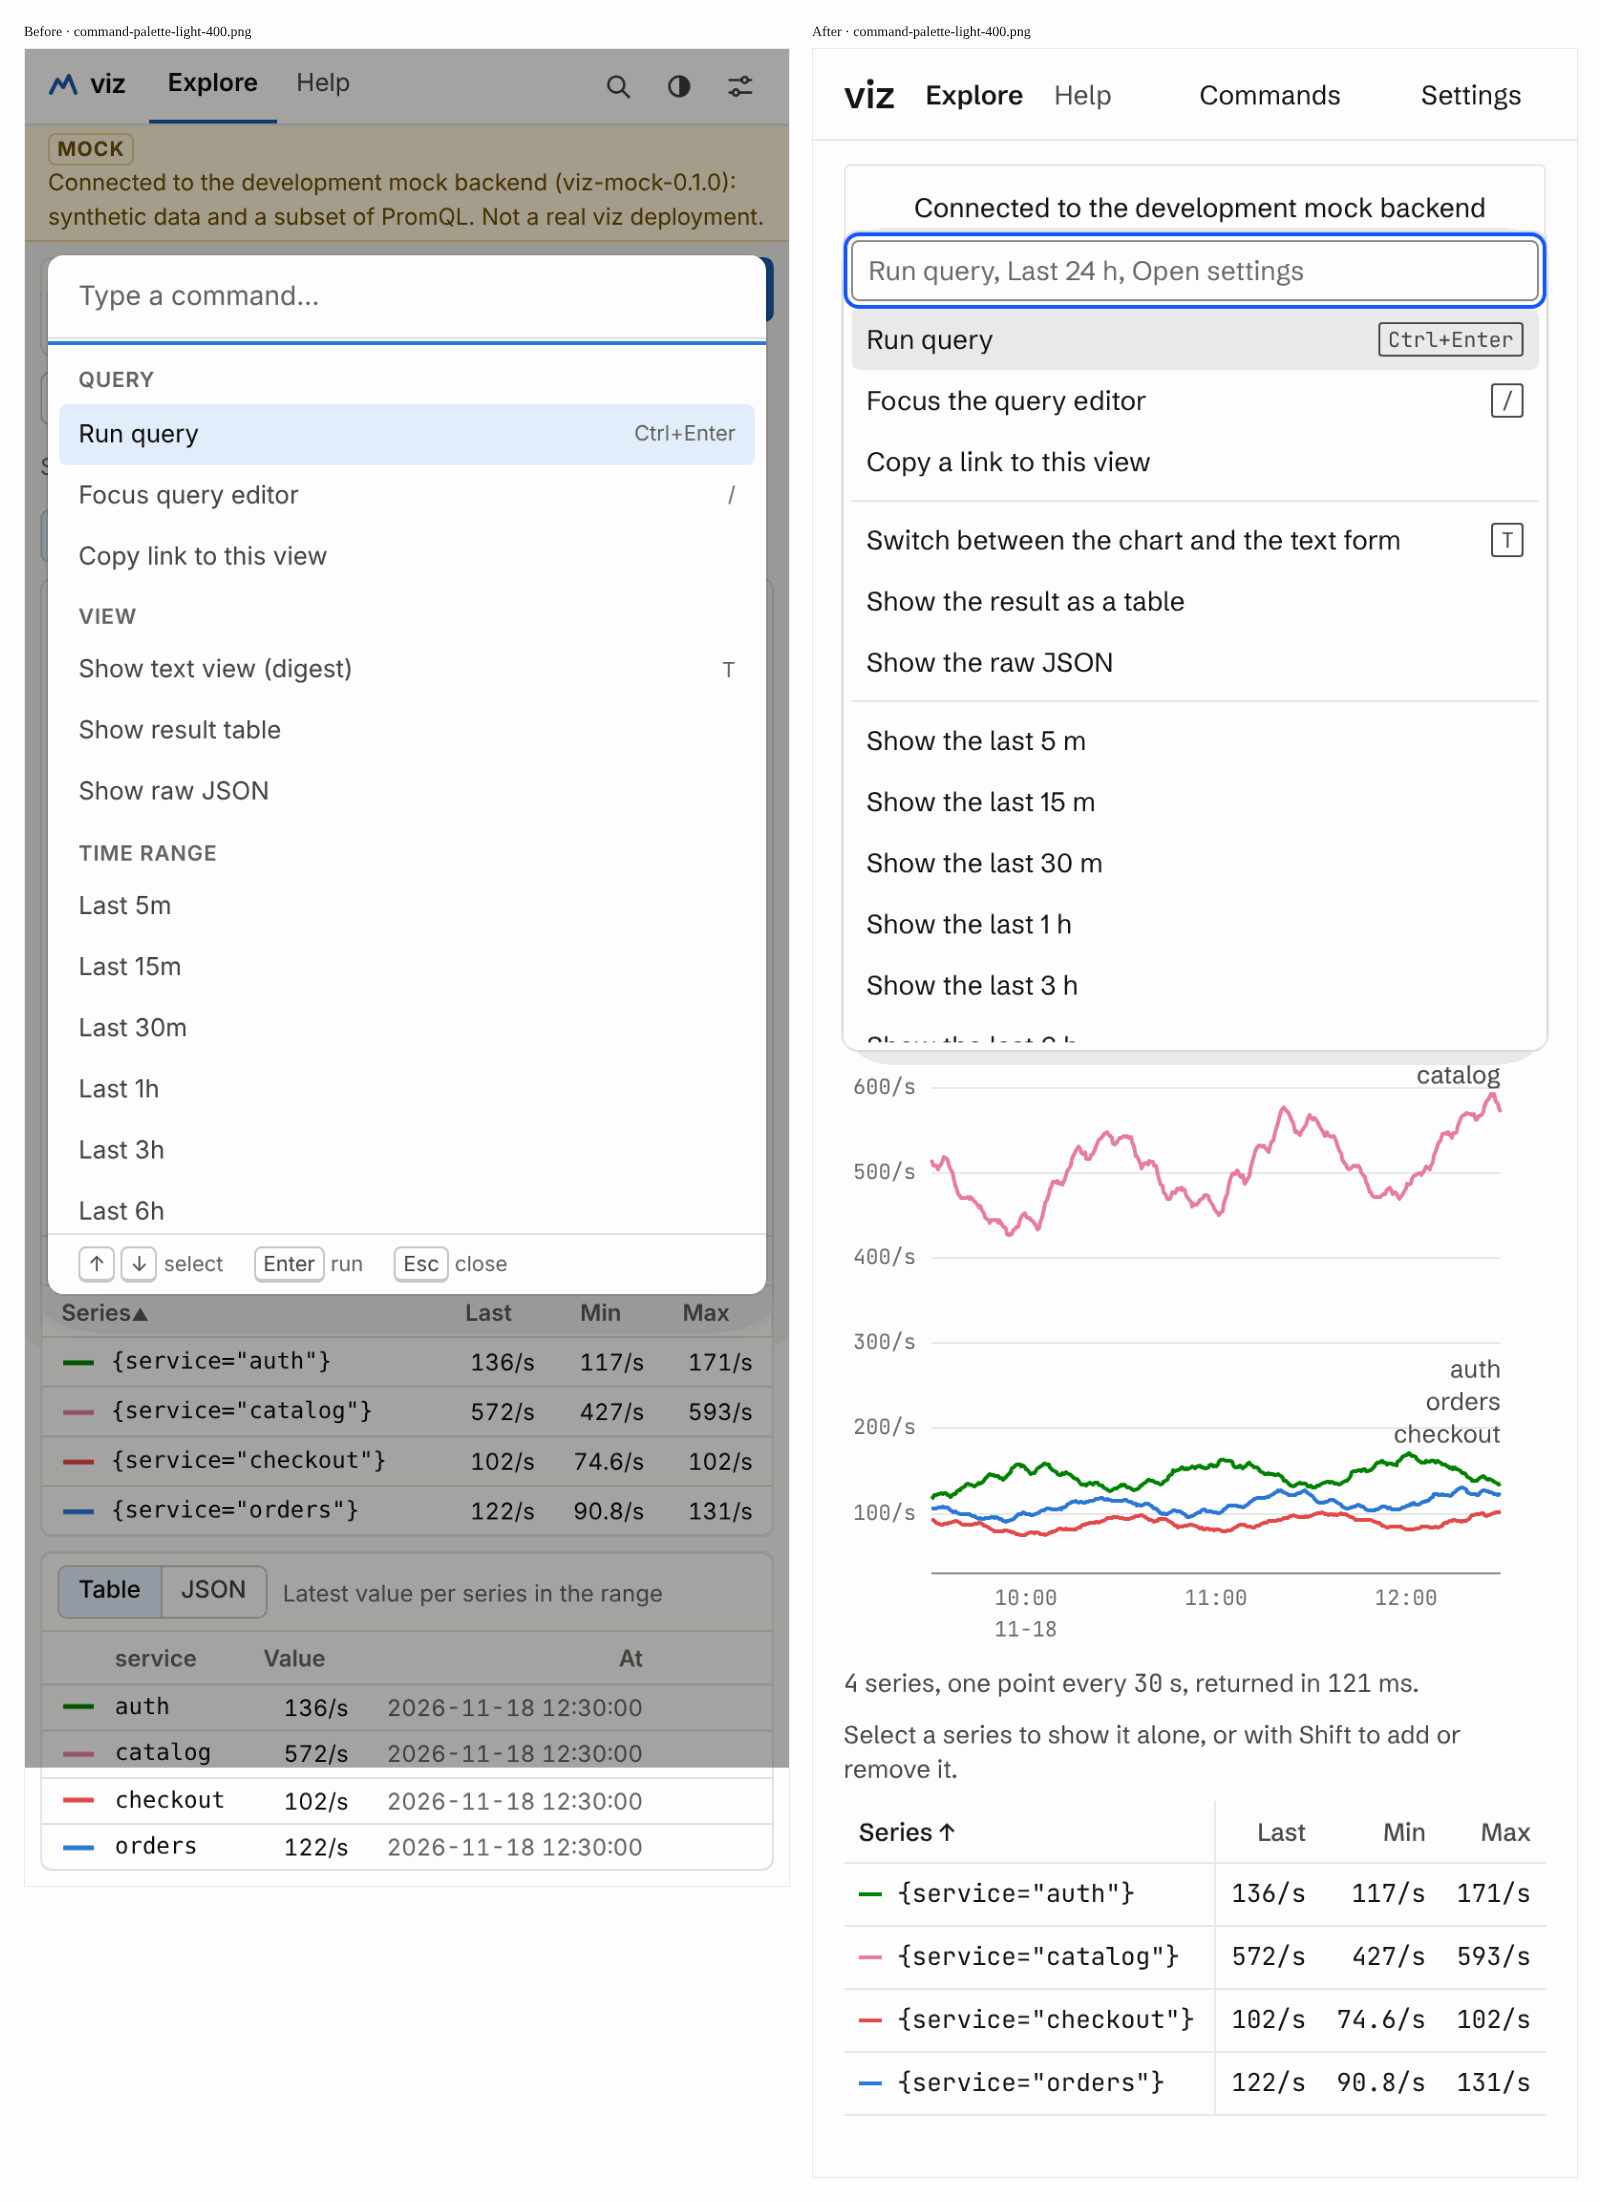 Before · command-palette-light-400.png
viz Explore Help
MOCK
Connected to the development mock backend (viz-mock-0.1.0):
synthetic data and a subset of PromQL. Not a real viz deployment.
Type a command...
QUERY
Run query Ctrl+Enter
Focus query editor /
Copy link to this view
VIEW
Show text view (digest) T
Show result table
Show raw JSON
TIME RANGE
Last 5m
Last 15m
Last 30m
Last 1h
Last 3h
Last 6h
↑ ↓ select Enter run Esc close
Series▲ Last Min Max
{service="auth"} 136/s 117/s 171/s
{service="catalog"} 572/s 427/s 593/s
{service="checkout"} 102/s 74.6/s 102/s
{service="orders"} 122/s 90.8/s 131/s
Table JSON Latest value per series in the range
service Value At
auth 136/s 2026-11-18 12:30:00
catalog 572/s 2026-11-18 12:30:00
checkout 102/s 2026-11-18 12:30:00
orders 122/s 2026-11-18 12:30:00
After · command-palette-light-400.png
viz Explore Help Commands Settings
Connected to the development mock backend
Run query, Last 24 h, Open settings
Run query Ctrl+Enter
Focus the query editor /
Copy a link to this view
Switch between the chart and the text form T
Show the result as a table
Show the raw JSON
Show the last 5 m
Show the last 15 m
Show the last 30 m
Show the last 1 h
Show the last 3 h
catalog
600/s
500/s
400/s
300/s
auth
orders
200/s
checkout
100/s
10:00 11:00 12:00
11-18
4 series, one point every 30 s, returned in 121 ms.
Select a series to show it alone, or with Shift to add or
remove it.
Series ↑ Last Min Max
{service="auth"} 136/s 117/s 171/s
{service="catalog"} 572/s 427/s 593/s
{service="checkout"} 102/s 74.6/s 102/s
{service="orders"} 122/s 90.8/s 131/s